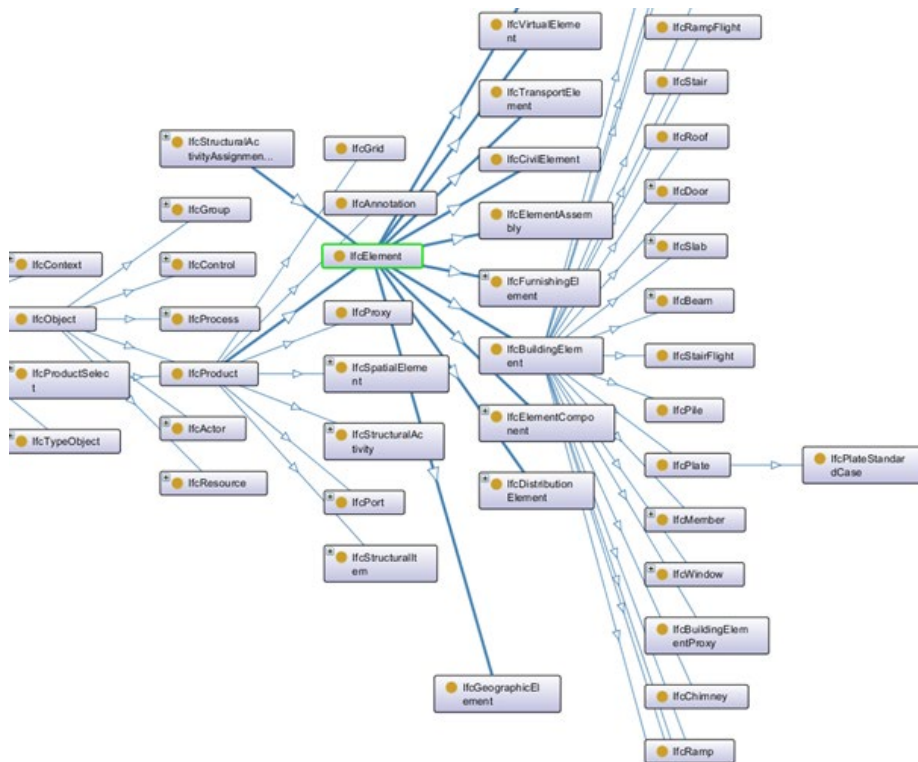 IfcContext
IfcObject
IfcProductSelec
t
IfcTypeObject
IfcStructuralAc
tivityAssignmen...
IfcGroup
IfcControl
IfcProcess
IfcProduct
IfcActor
IfcResource
IfcGrid
IfcAnnotation
IfcElement
IfcProxy
IfcSpatialEleme
nt
IfcStructuralAc
tivity
IfcPort
IfcStructuralIt
em
IfcVirtualEleme
nt
IfcTransportEle
ment
IfcCivilElement
IfcElementAssem
bly
IfcFurnishingEl
ement
IfcBuildingElem
ent
IfcElementCompo
nent
IfcDistribution
Element
IfcGeographicEl
ement
IfcRampFlight
IfcStair
IfcRoof
IfcDoor
IfcSlab
IfcBeam
IfcStairFlight
IfcPile
IfcPlate
IfcMember
IfcWindow
IfcBuildingElem
entProxy
IfcChimney
IfcRamp
IfcPlateStandar
dCase